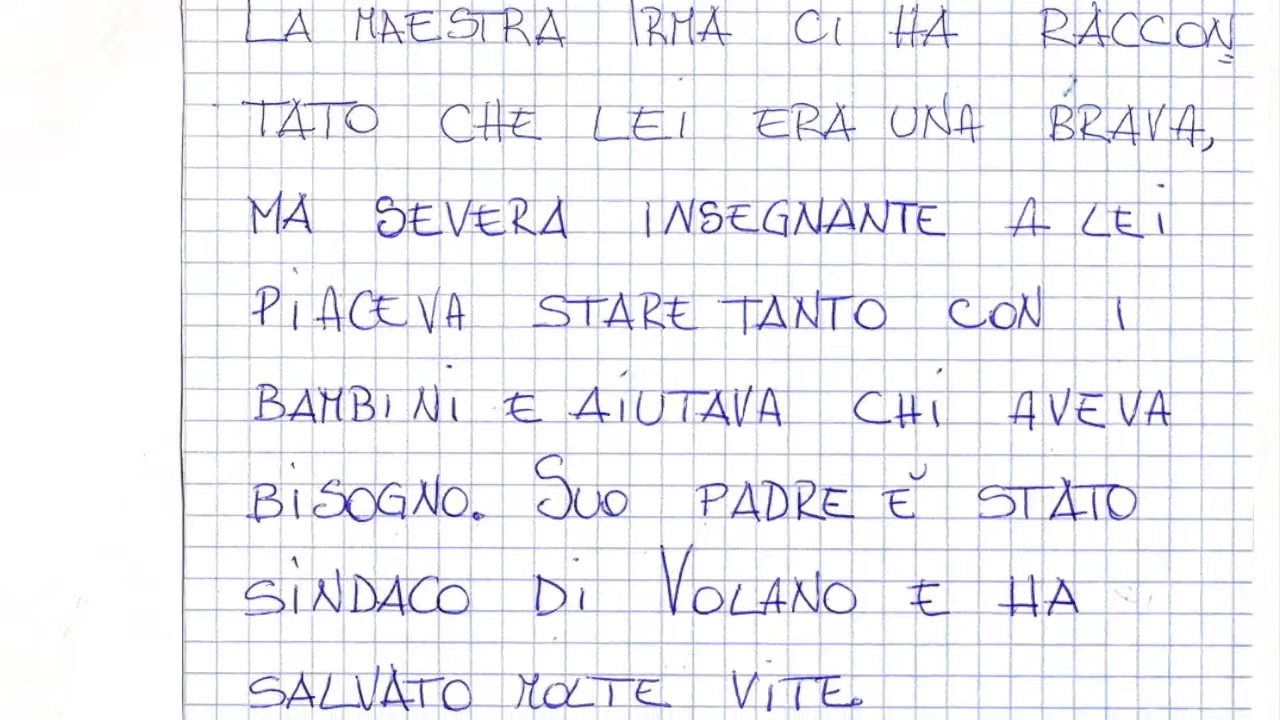 LA MAESTRA IRMA CI HA RACCON
TATO CHE LEI ERA UNA BRAVA,
MA SEVERA INSEGNANTE A LEI
PIACEVA STARE TANTO CON I
BAMBINI E AIUTAVA CHI AVEVA
BISOGNO. SUO PADRE È STATO
SINDACO DI VOLANO E HA
SALVATO MOLTE VITE.